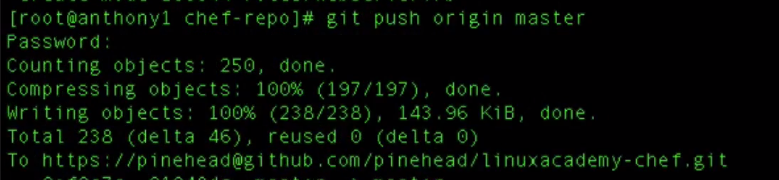 [root@anthony1 chef-repo]# git push origin master
Password:
Counting objects: 250, done.
Compressing objects: 100% (197/197), done.
Writing objects: 100% (238/238), 143.96 KiB, done.
Total 238 (delta 46), reused 0 (delta 0)
To https://pinehead@github.com/pinehead/linuxacademy-chef.git